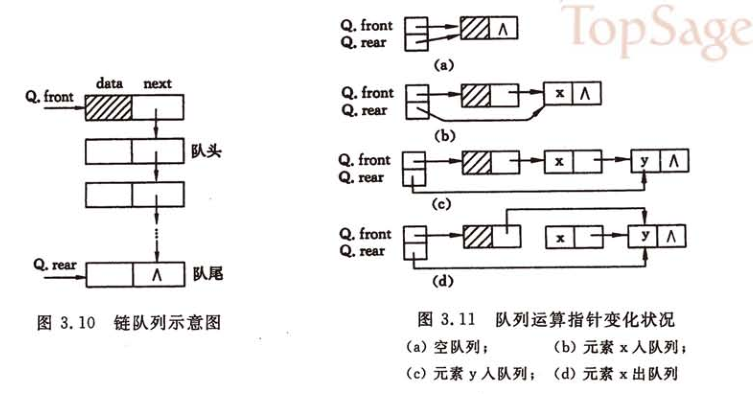 TopSage
data next
Q. front
队头
Q. rear
∧
队尾
图 3.10 链队列示意图
Q. front
Q. rear
∧
(a)
Q. front
Q. rear
x ∧
(b)
Q. front
Q. rear
x
y ∧
(c)
Q. front
Q. rear
x
y ∧
(d)
图 3.11 队列运算指针变化状况
(a) 空队列; (b) 元素 x 入队列;
(c) 元素 y 入队列; (d) 元素 x 出队列